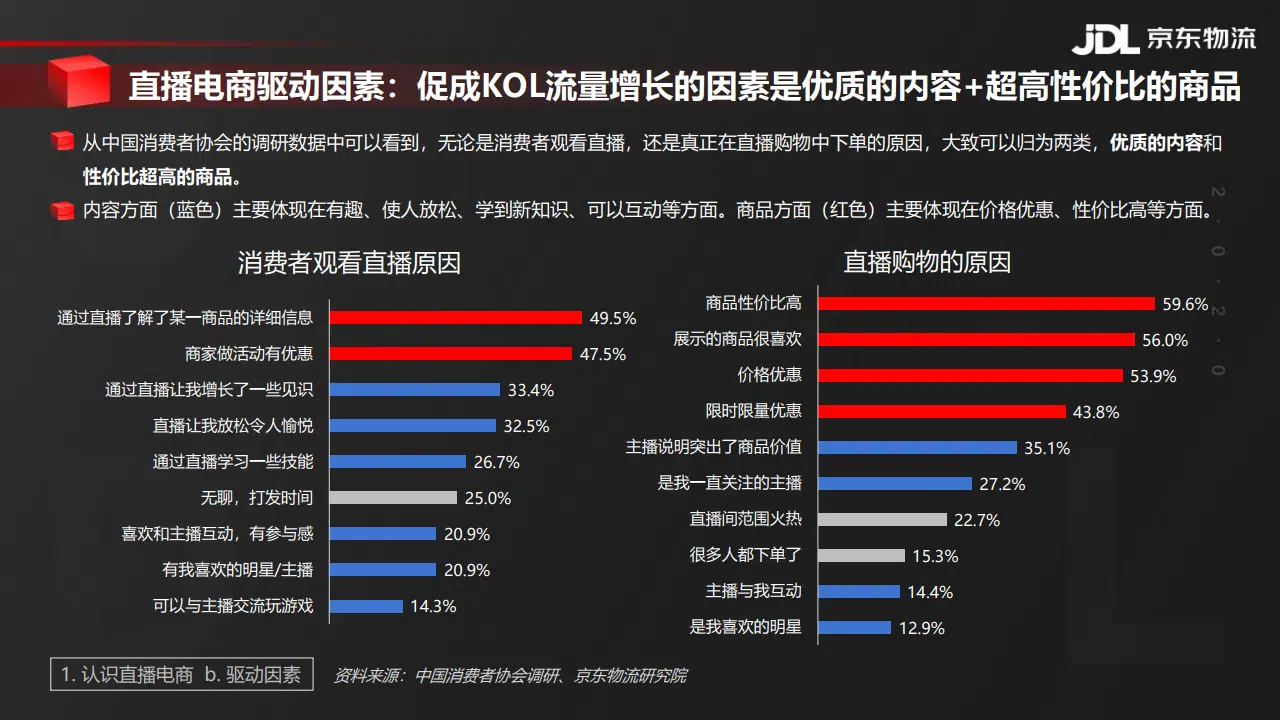 JDL 京东物流
直播电商驱动因素：促成KOL流量增长的因素是优质的内容+超高性价比的商品
从中国消费者协会的调研数据中可以看到，无论是消费者观看直播，还是真正在直播购物中下单的原因，大致可以归为两类，优质的内容和
性价比超高的商品。
内容方面（蓝色）主要体现在有趣、使人放松、学到新知识、可以互动等方面。商品方面（红色）主要体现在价格优惠、性价比高等方面。
2.0.2.0
消费者观看直播原因
通过直播了解了某一商品的详细信息 49.5%
商家做活动有优惠 47.5%
通过直播让我增长了一些见识 33.4%
直播让我放松令人愉悦 32.5%
通过直播学习一些技能 26.7%
无聊，打发时间 25.0%
喜欢和主播互动，有参与感 20.9%
有我喜欢的明星/主播 20.9%
可以与主播交流玩游戏 14.3%
直播购物的原因
商品性价比高 59.6%
展示的商品很喜欢 56.0%
价格优惠 53.9%
限时限量优惠 43.8%
主播说明突出了商品价值 35.1%
是我一直关注的主播 27.2%
直播间范围火热 22.7%
很多人都下单了 15.3%
主播与我互动 14.4%
是我喜欢的明星 12.9%
1. 认识直播电商 b. 驱动因素
资料来源：中国消费者协会调研、京东物流研究院